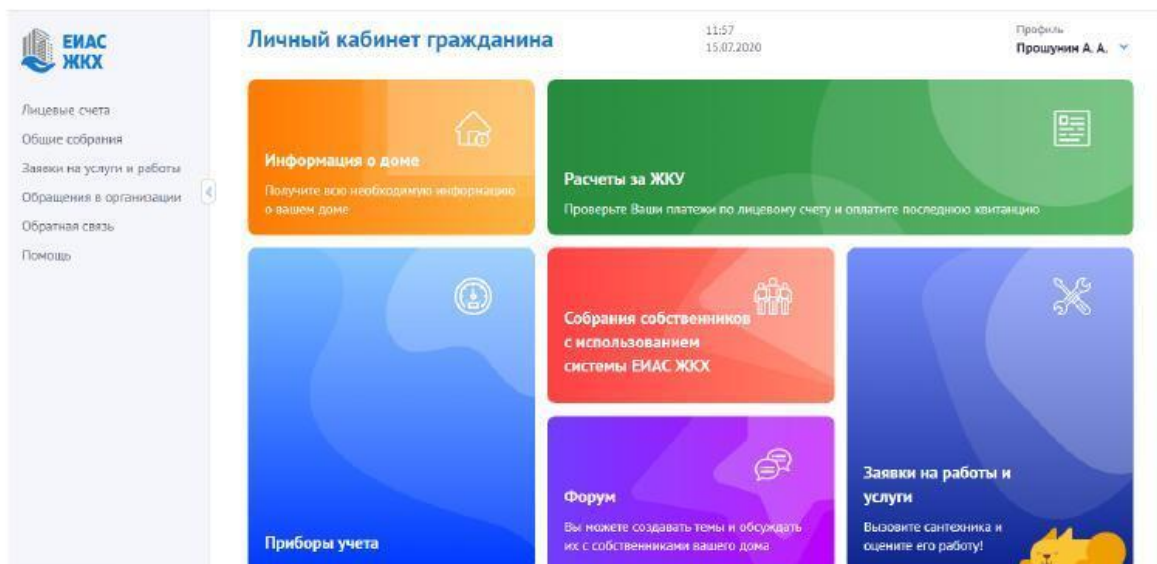 ЕИАС
ЖКХ
Личный кабинет гражданина
11:57
15.07.2020
Профиль
Прошунин А. А.
Лицевые счета
Общие собрания
Заявки на услуги и работы
Обращения в организации
Обратная связь
Помощь
Информация о доме
Получите всю необходимую информацию
о вашем доме
Расчеты за ЖКУ
Проверьте Ваши платежи по лицевому счету и оплатите последнюю квитанцию
Приборы учета
Собрания собственников
с использованием
системы ЕИАС ЖКХ
Форум
Вы можете создавать темы и обсуждать
их с собственниками вашего дома
Заявки на работы и
услуги
Вызовите сантехника и
оцените его работу!